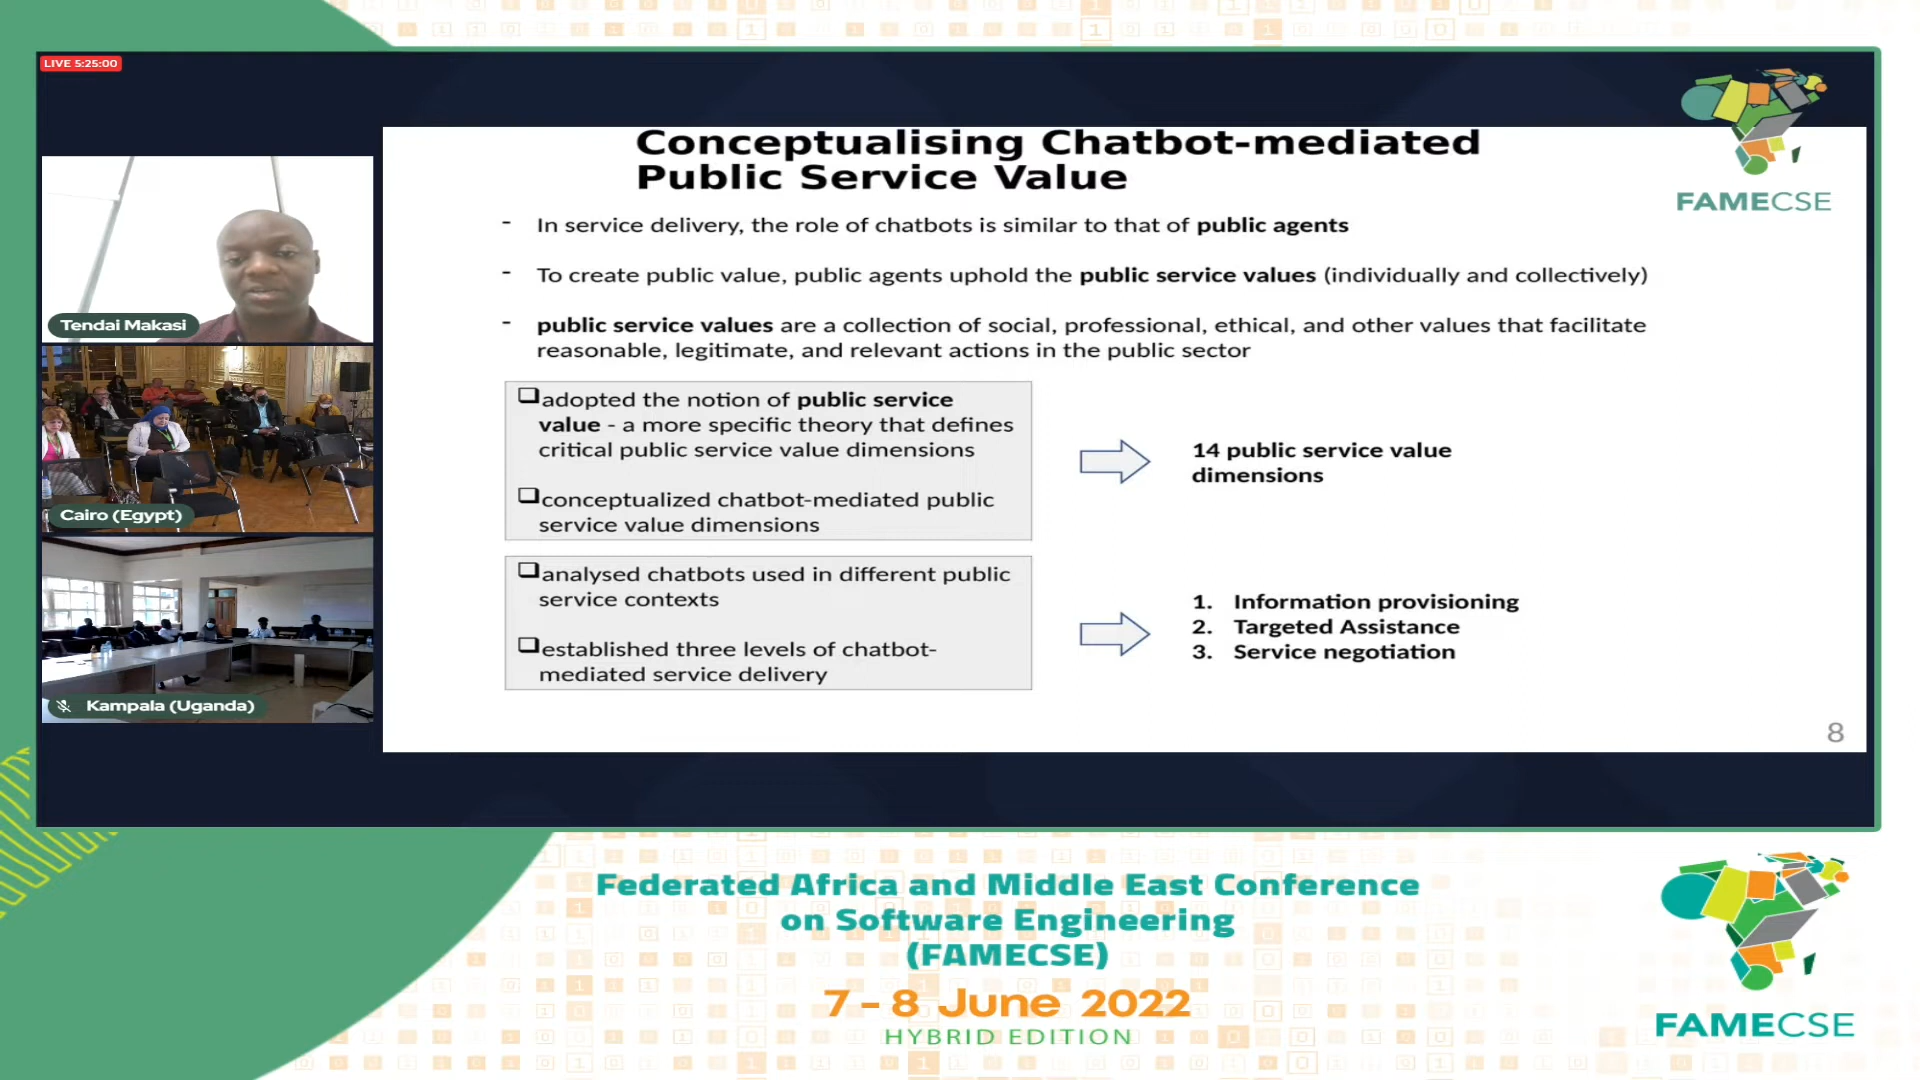 LIVE 5:25:00
FAMECSE
Conceptualising Chatbot-mediated
Public Service Value
- In service delivery, the role of chatbots is similar to that of public agents
- To create public value, public agents uphold the public service values (individually and collectively)
- public service values are a collection of social, professional, ethical, and other values that facilitate
reasonable, legitimate, and relevant actions in the public sector
adopted the notion of public service
value - a more specific theory that defines
critical public service value dimensions
conceptualized chatbot-mediated public
service value dimensions
14 public service value
dimensions
analysed chatbots used in different public
service contexts
established three levels of chatbot-
mediated service delivery
1. Information provisioning
2. Targeted Assistance
3. Service negotiation
8
Tendai Makasi
Cairo (Egypt)
Kampala (Uganda)
Federated Africa and Middle East Conference
on Software Engineering
(FAMECSE)
7 - 8 June 2022
HYBRID EDITION
FAMECSE